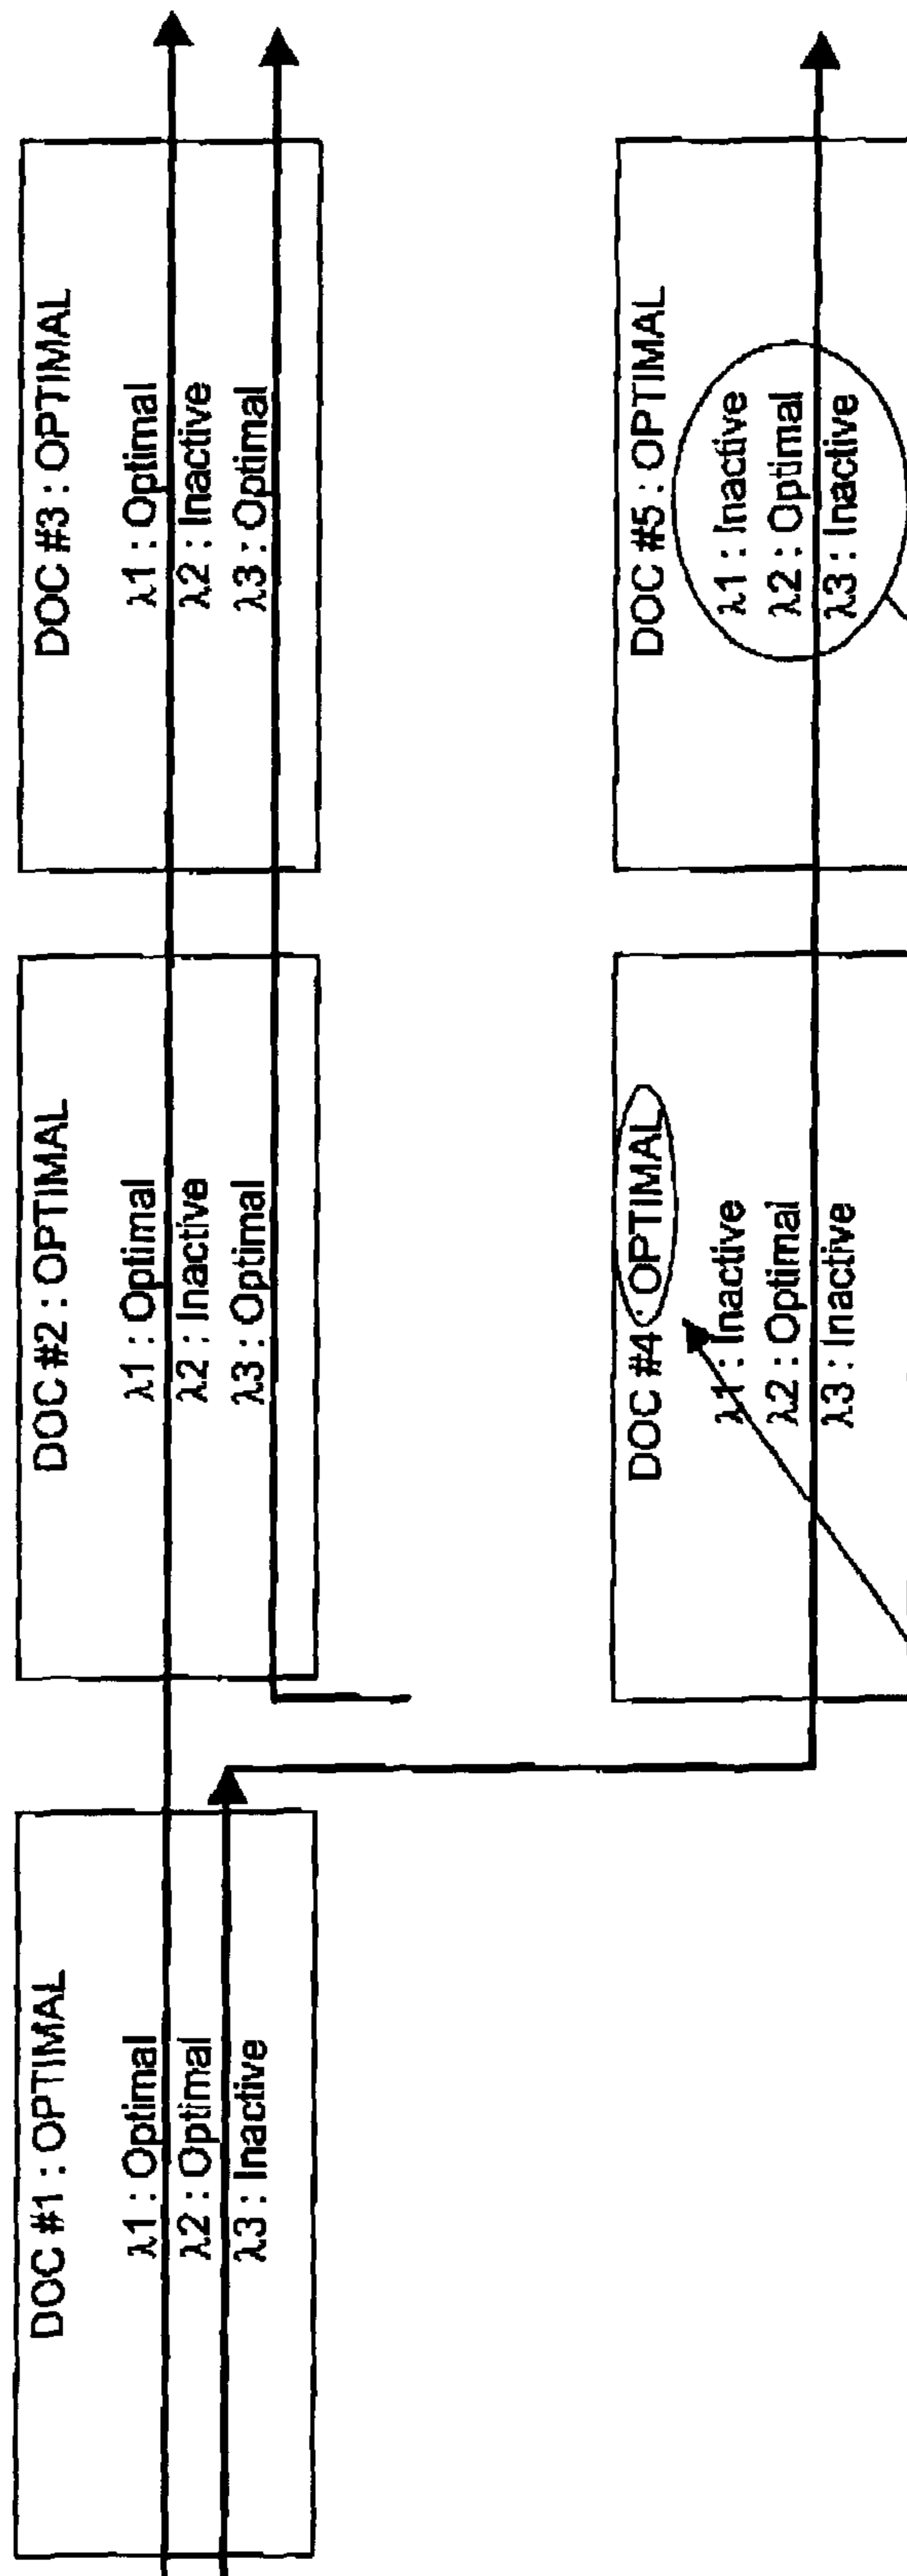 DOC #1 : OPTIMAL
λ1 : Optimal
λ2 : Optimal
λ3 : Inactive
DOC #2 : OPTIMAL
λ1 : Optimal
λ2 : Inactive
λ3 : Optimal
DOC #3 : OPTIMAL
λ1 : Optimal
λ2 : Inactive
λ3 : Optimal
DOC #4 : OPTIMAL
λ1 : Inactive
λ2 : Optimal
λ3 : Inactive
DOC #5 : OPTIMAL
λ1 : Inactive
λ2 : Optimal
λ3 : Inactive